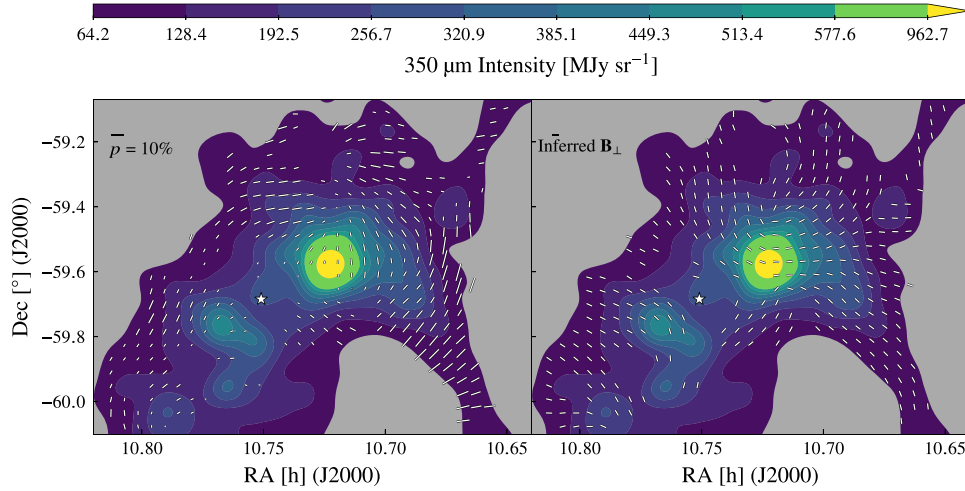 64.2 128.4 192.5 256.7 320.9 385.1 449.3 513.4 577.6 962.7
350 μm Intensity [MJy sr⁻¹]
p = 10%
Inferred B⊥
−59.2
−59.4
−59.6
−59.8
−60.0
Dec [°] (J2000)
10.80 10.75 10.70 10.80 10.75 10.70 10.65
RA [h] (J2000) RA [h] (J2000)